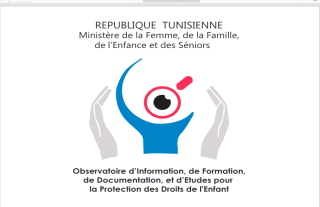 REPUBLIQUE TUNISIENNE
Ministère de la Femme, de la Famille,
de l'Enfance et des Séniors
Observatoire d'Information, de Formation,
de Documentation, et d'Etudes pour
la Protection des Droits de l'Enfant